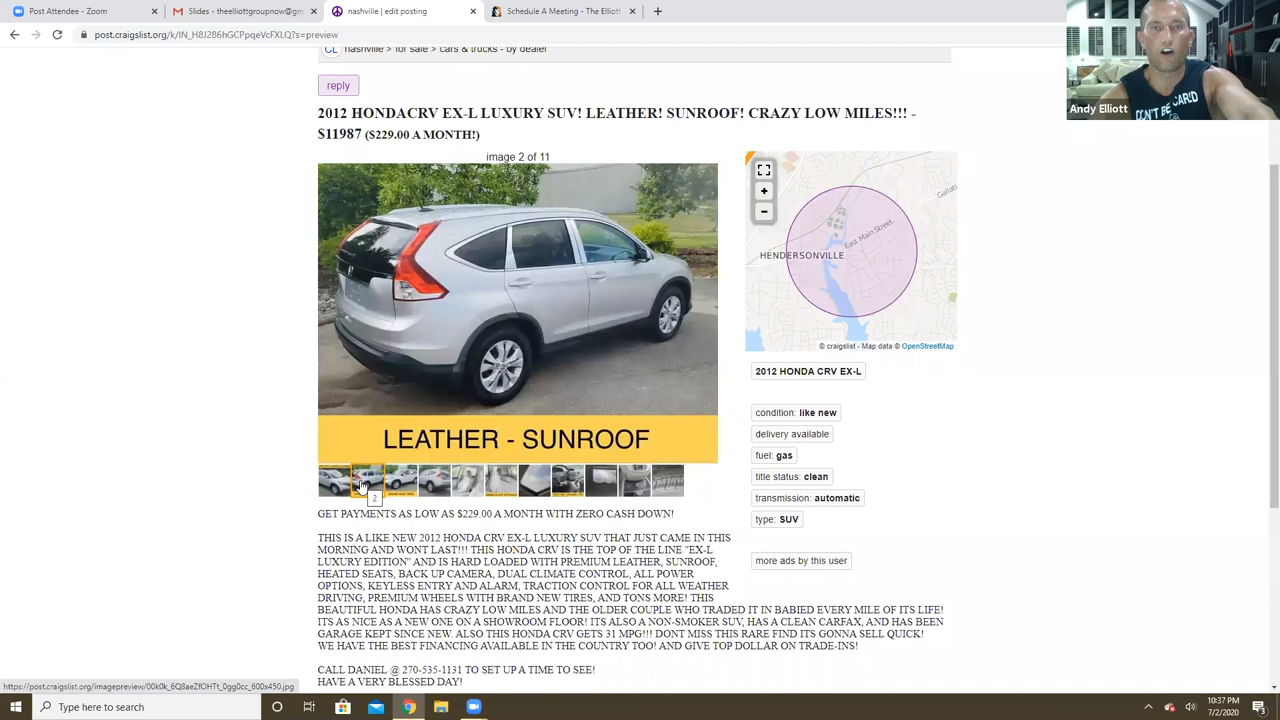 Post Attendee - Zoom
Slides - theelliottgroupnow@gm
nashville | edit posting
Schedule A Meeting - The Elliott
post.craigslist.org/k/IN_H8J286hGCPpqeVcFXLQ?s=preview
CL nashville > for sale > cars & trucks - by dealer
reply
2012 HONDACRV EX-L LUXURY SUV! LEATHER! SUNROOF! CRAZY LOW MILES!!! -
$11987 ($229.00 A MONTH!)
image 2 of 11
LEATHER - SUNROOF
2
GET PAYMENTS AS LOW AS $229.00 A MONTH WITH ZERO CASH DOWN!
THIS IS A LIKE NEW 2012 HONDA CRV EX-L LUXURY SUV THAT JUST CAME IN THIS
MORNING AND WONT LAST!!! THIS HONDA CRV IS THE TOP OF THE LINE "EX-L
LUXURY EDITION" AND IS HARD LOADED WITH PREMIUM LEATHER, SUNROOF,
HEATED SEATS, BACK UP CAMERA, DUAL CLIMATE CONTROL, ALL POWER
OPTIONS, KEYLESS ENTRY AND ALARM, TRACTION CONTROL FOR ALL WEATHER
DRIVING, PREMIUM WHEELS WITH BRAND NEW TIRES, AND TONS MORE! THIS
BEAUTIFUL HONDA HAS CRAZY LOW MILES AND THE OLDER COUPLE WHO TRADED IT IN BABIED EVERY MILE OF ITS LIFE!
ITS AS NICE AS A NEW ONE ON A SHOWROOM FLOOR! ITS ALSO A NON-SMOKER SUV, HAS A CLEAN CARFAX, AND HAS BEEN
GARAGE KEPT SINCE NEW. ALSO THIS HONDA CRV GETS 31 MPG!!! DONT MISS THIS RARE FIND ITS GONNA SELL QUICK!
WE HAVE THE BEST FINANCING AVAILABLE IN THE COUNTRY TOO! AND GIVE TOP DOLLAR ON TRADE-INS!
CALL DANIEL @ 270-535-1131 TO SET UP A TIME TO SEE!
HAVE A VERY BLESSED DAY!
HENDERSONVILLE
East Main Street
Gallati
© craigslist - Map data © OpenStreetMap
2012 HONDA CRV EX-L
condition: like new
delivery available
fuel: gas
title status: clean
transmission: automatic
type: SUV
more ads by this user
DON'T BE
Andy Elliott
https://post.craigslist.org/imagepreview/00k0k_6Q8aeZfOHTt_0gg0cc_600x450.jpg
Type here to search
10:37 PM
7/2/2020
3